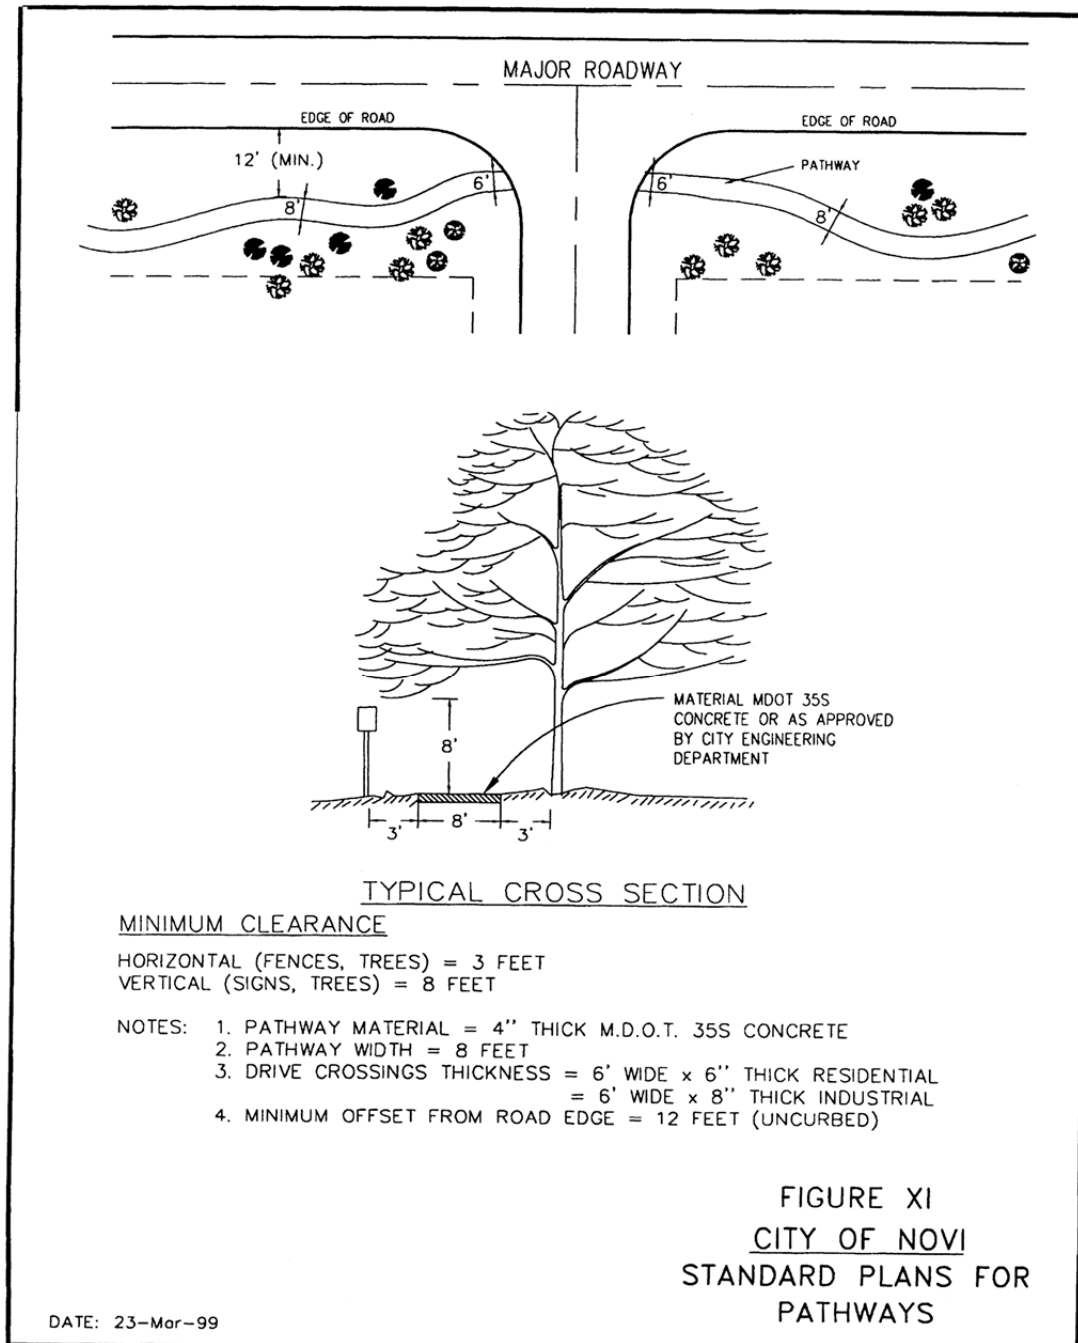 MAJOR ROADWAY
EDGE OF ROAD
EDGE OF ROAD
12' (MIN.)
PATHWAY
6'
6'
8'
8'
MATERIAL MDOT 35S
CONCRETE OR AS APPROVED
BY CITY ENGINEERING
DEPARTMENT
8'
3'
8'
3'
TYPICAL CROSS SECTION
MINIMUM CLEARANCE
HORIZONTAL (FENCES, TREES) = 3 FEET
VERTICAL (SIGNS, TREES) = 8 FEET
NOTES: 1. PATHWAY MATERIAL = 4" THICK M.D.O.T. 35S CONCRETE
2. PATHWAY WIDTH = 8 FEET
3. DRIVE CROSSINGS THICKNESS = 6' WIDE x 6" THICK RESIDENTIAL
= 6' WIDE x 8" THICK INDUSTRIAL
4. MINIMUM OFFSET FROM ROAD EDGE = 12 FEET (UNCURBED)
FIGURE XI
CITY OF NOVI
STANDARD PLANS FOR
PATHWAYS
DATE: 23-Mar-99